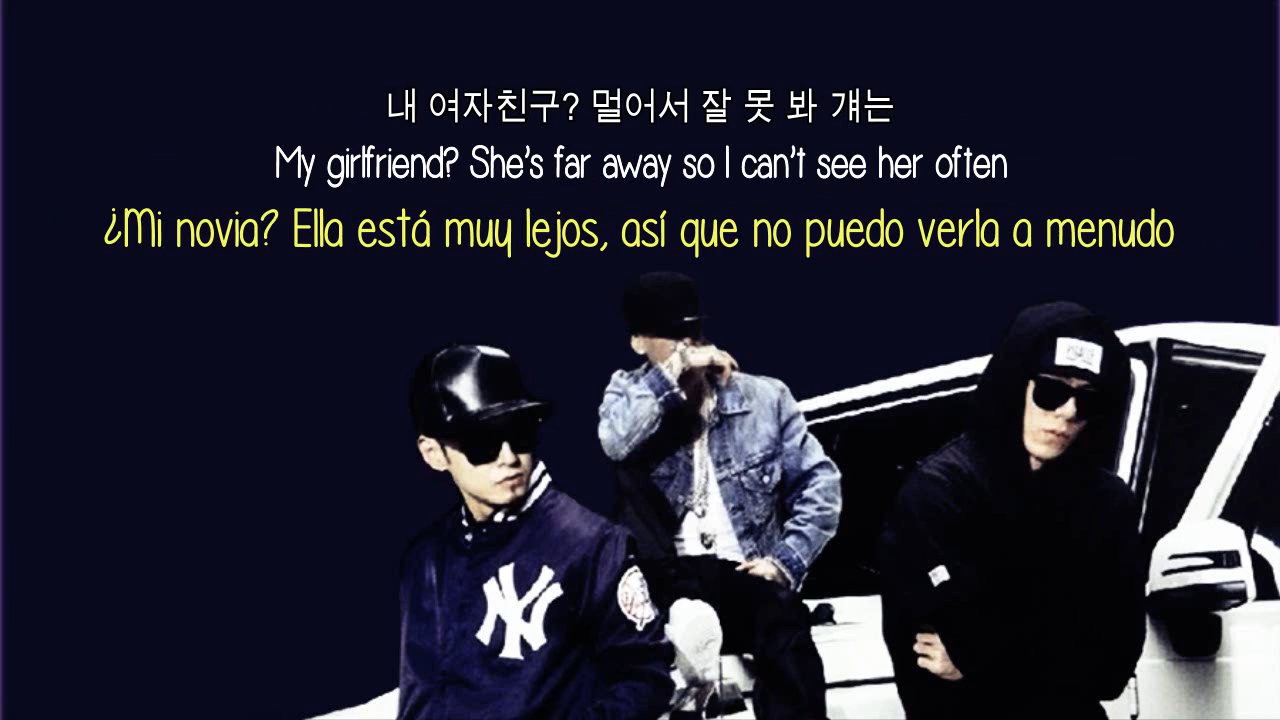 내 여자친구? 멀어서 잘 못 봐 걔는
My girlfriend? She's far away so I can't see her often
¿Mi novia? Ella está muy lejos, así que no puedo verla a menudo
NY